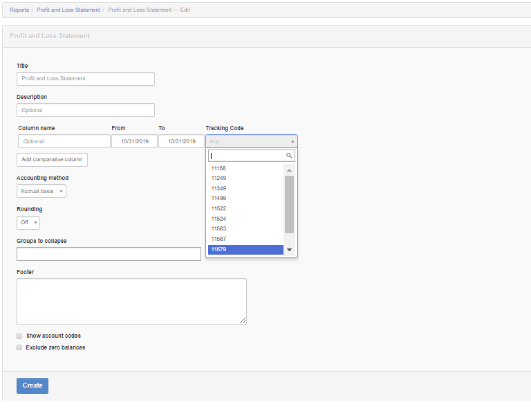 Reports / Profit and Loss Statement / Profit and Loss Statement — Edit
Profit and Loss Statement
Title
Profit and Loss Statement
Description
Optional
Column name From To Tracking Code
Optional 10/31/2019 10/31/2019 Any
Add comparative column
11158
11249
11349
11499
11522
11524
11563
11567
11579
Accounting method
Accrual basis
Rounding
Off
Groups to collapse
Footer
Show account codes
Exclude zero balances
Create